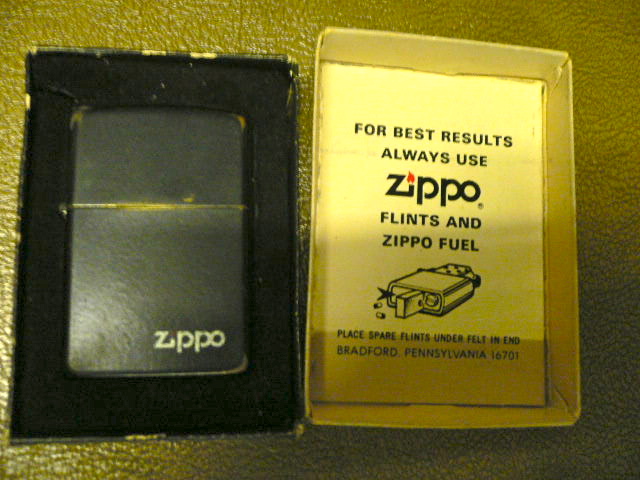 zippo
FOR BEST RESULTS
ALWAYS USE
Zippo®
FLINTS AND
ZIPPO FUEL
PLACE SPARE FLINTS UNDER FELT IN END
BRADFORD, PENNSYLVANIA 16701